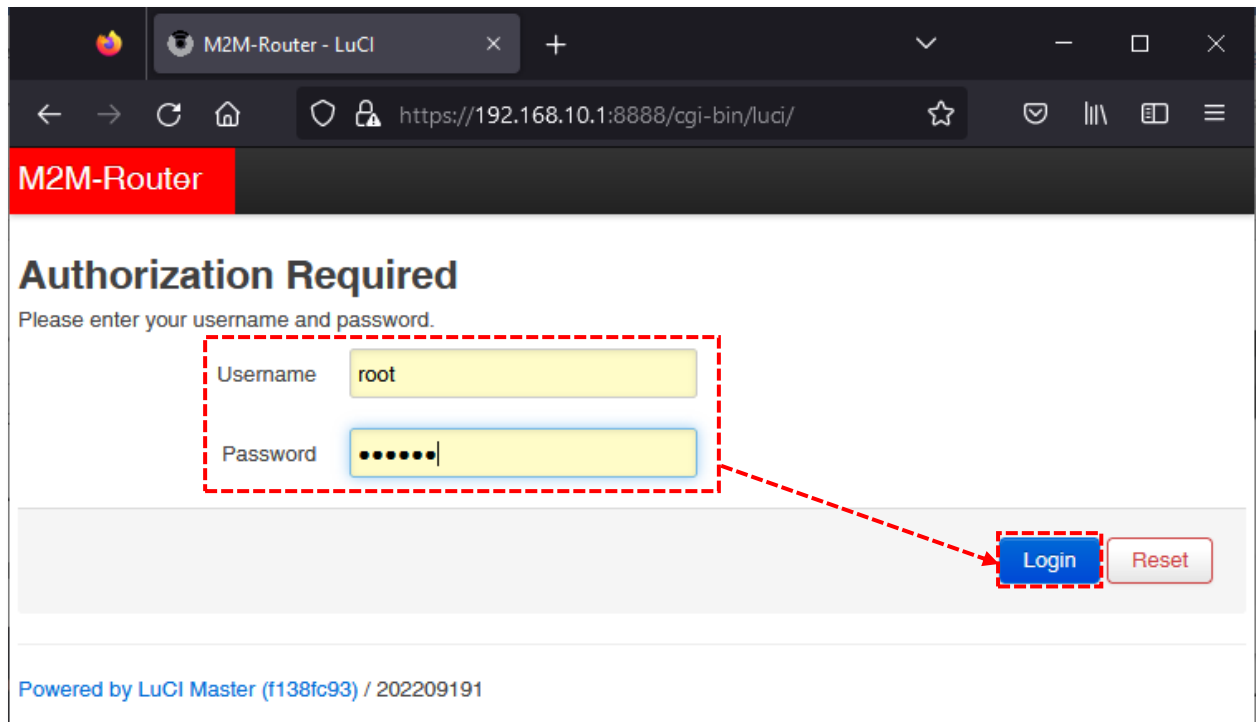 M2M-Router - LuCI
https://192.168.10.1:8888/cgi-bin/luci/
M2M-Router
Authorization Required
Please enter your username and password.
Username root
Password ••••••
Login Reset
Powered by LuCI Master (f138fc93) / 202209191